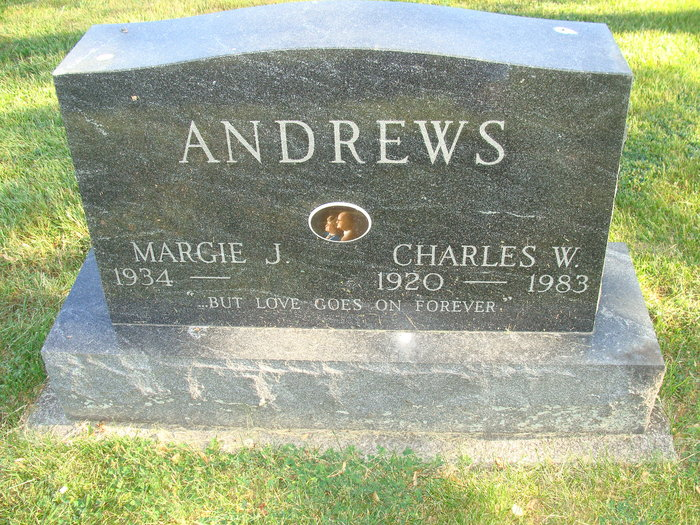 ANDREWS
MARGIE J. CHARLES W.
1934 — 1920 — 1983
"...BUT LOVE GOES ON FOREVER"